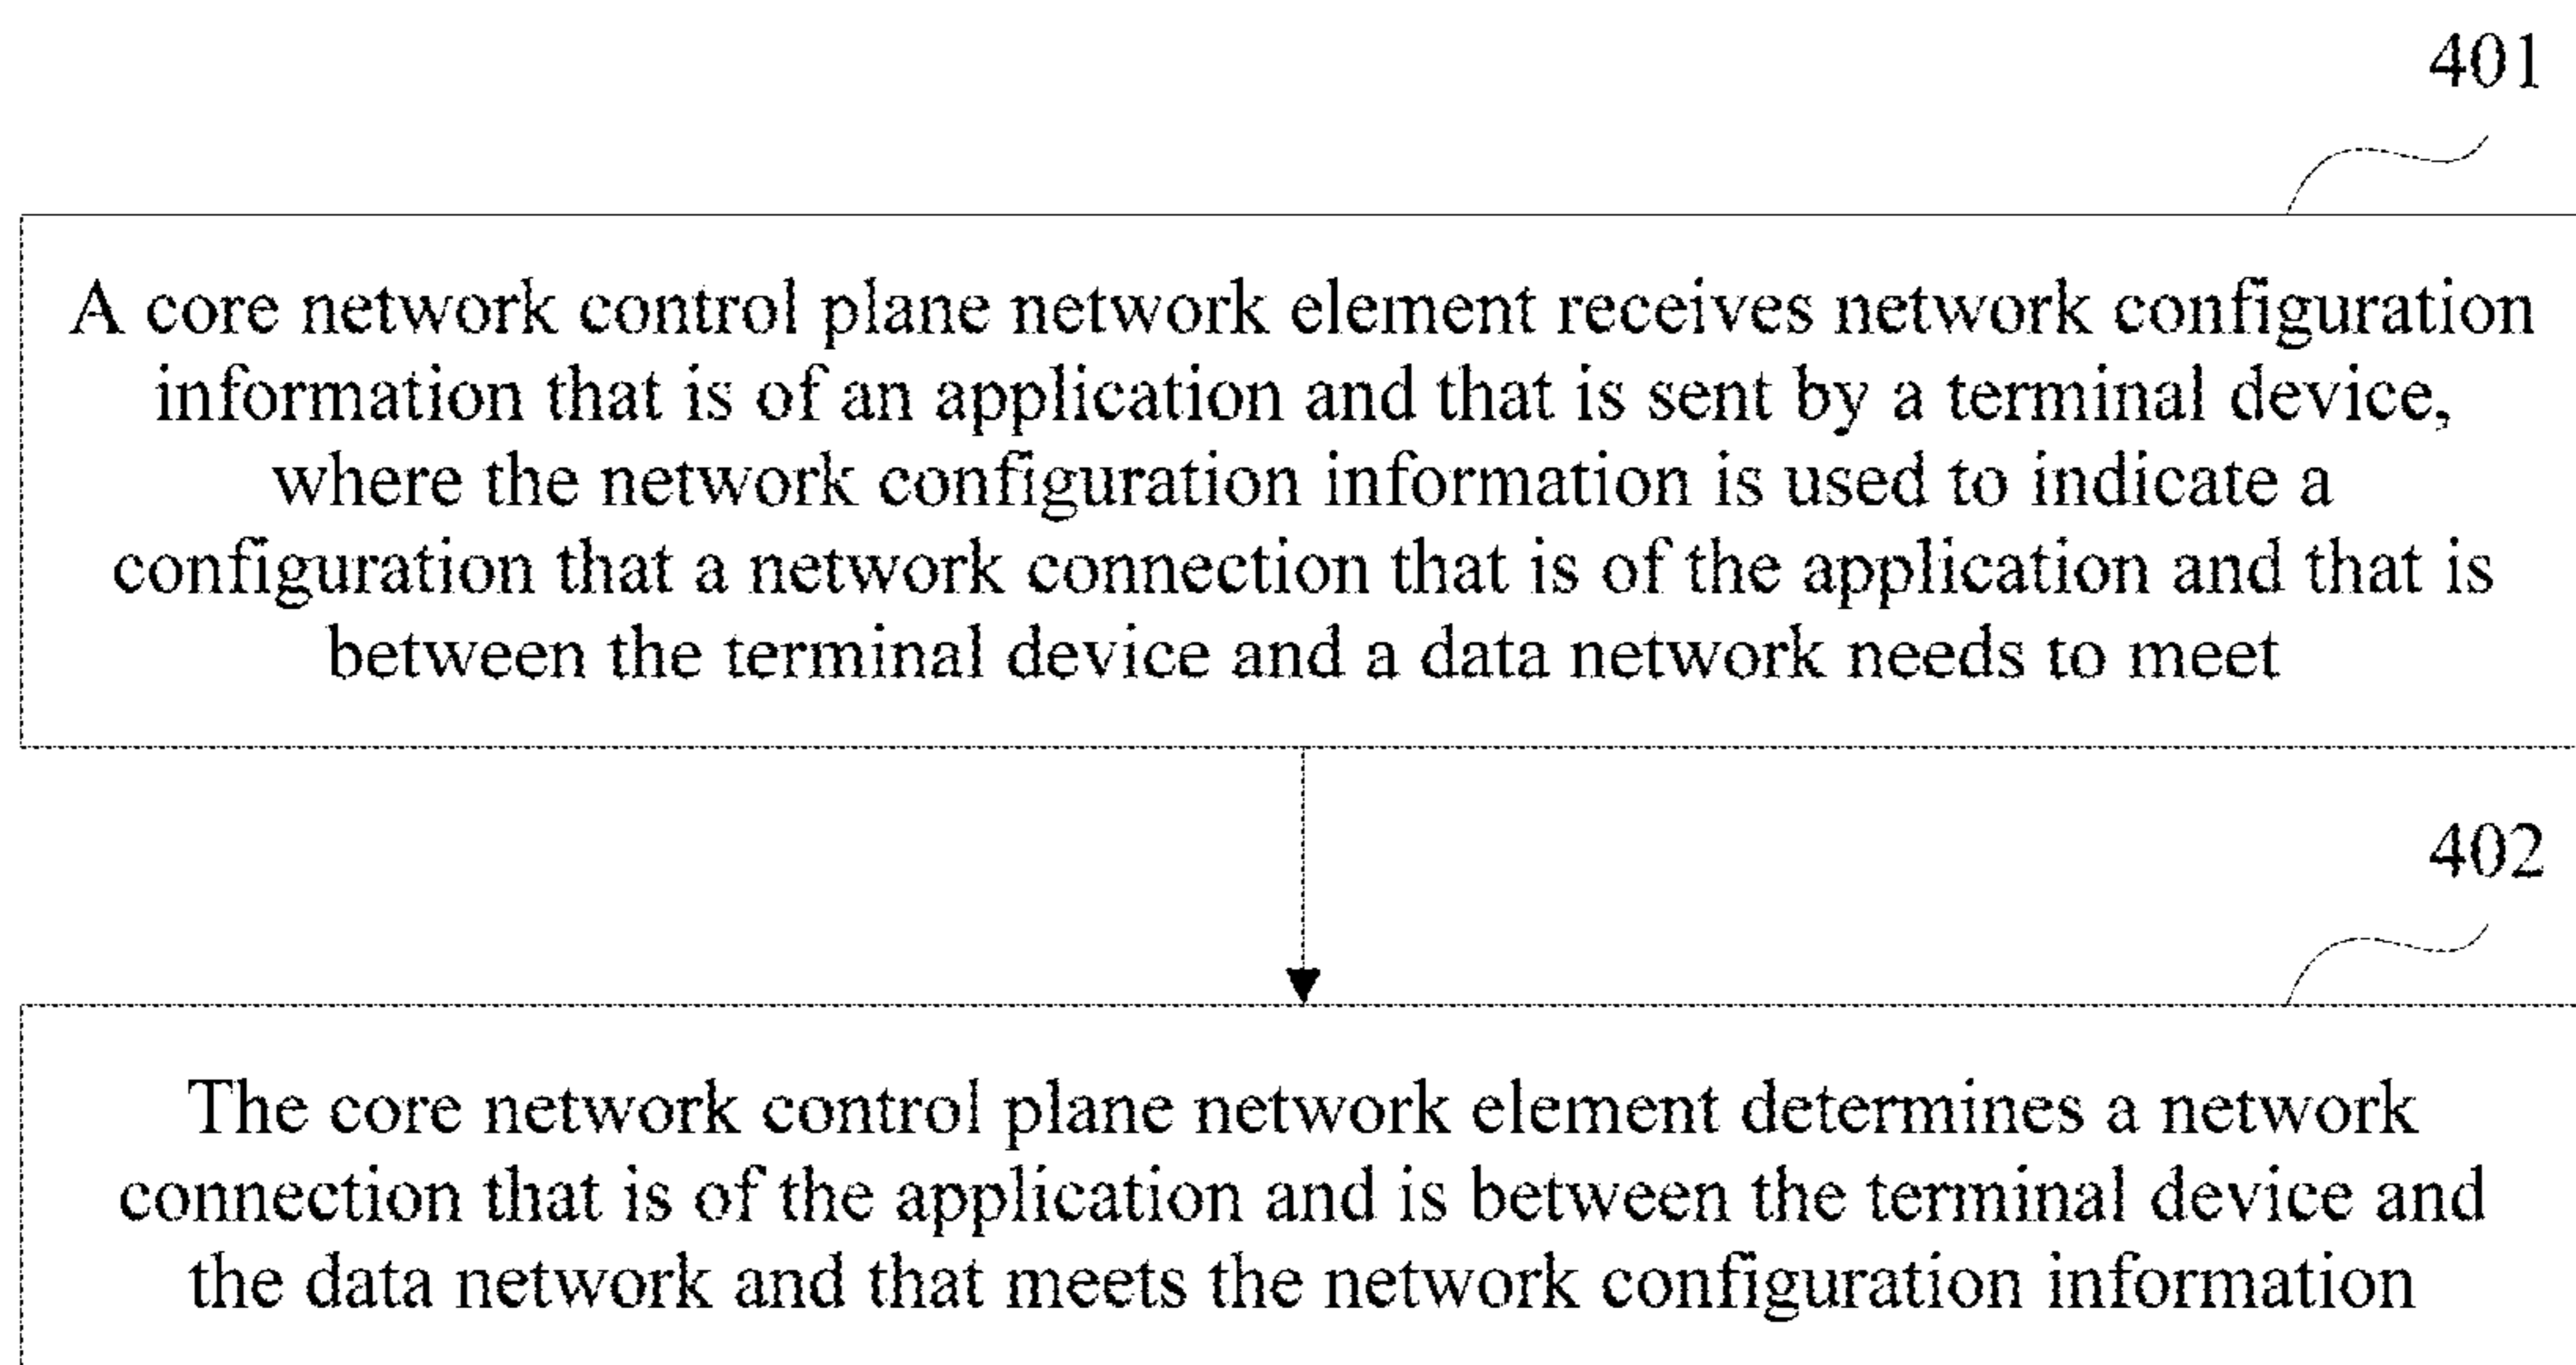 401
A core network control plane network element receives network configuration
information that is of an application and that is sent by a terminal device,
where the network configuration information is used to indicate a
configuration that a network connection that is of the application and that is
between the terminal device and a data network needs to meet
402
The core network control plane network element determines a network
connection that is of the application and is between the terminal device and
the data network and that meets the network configuration information